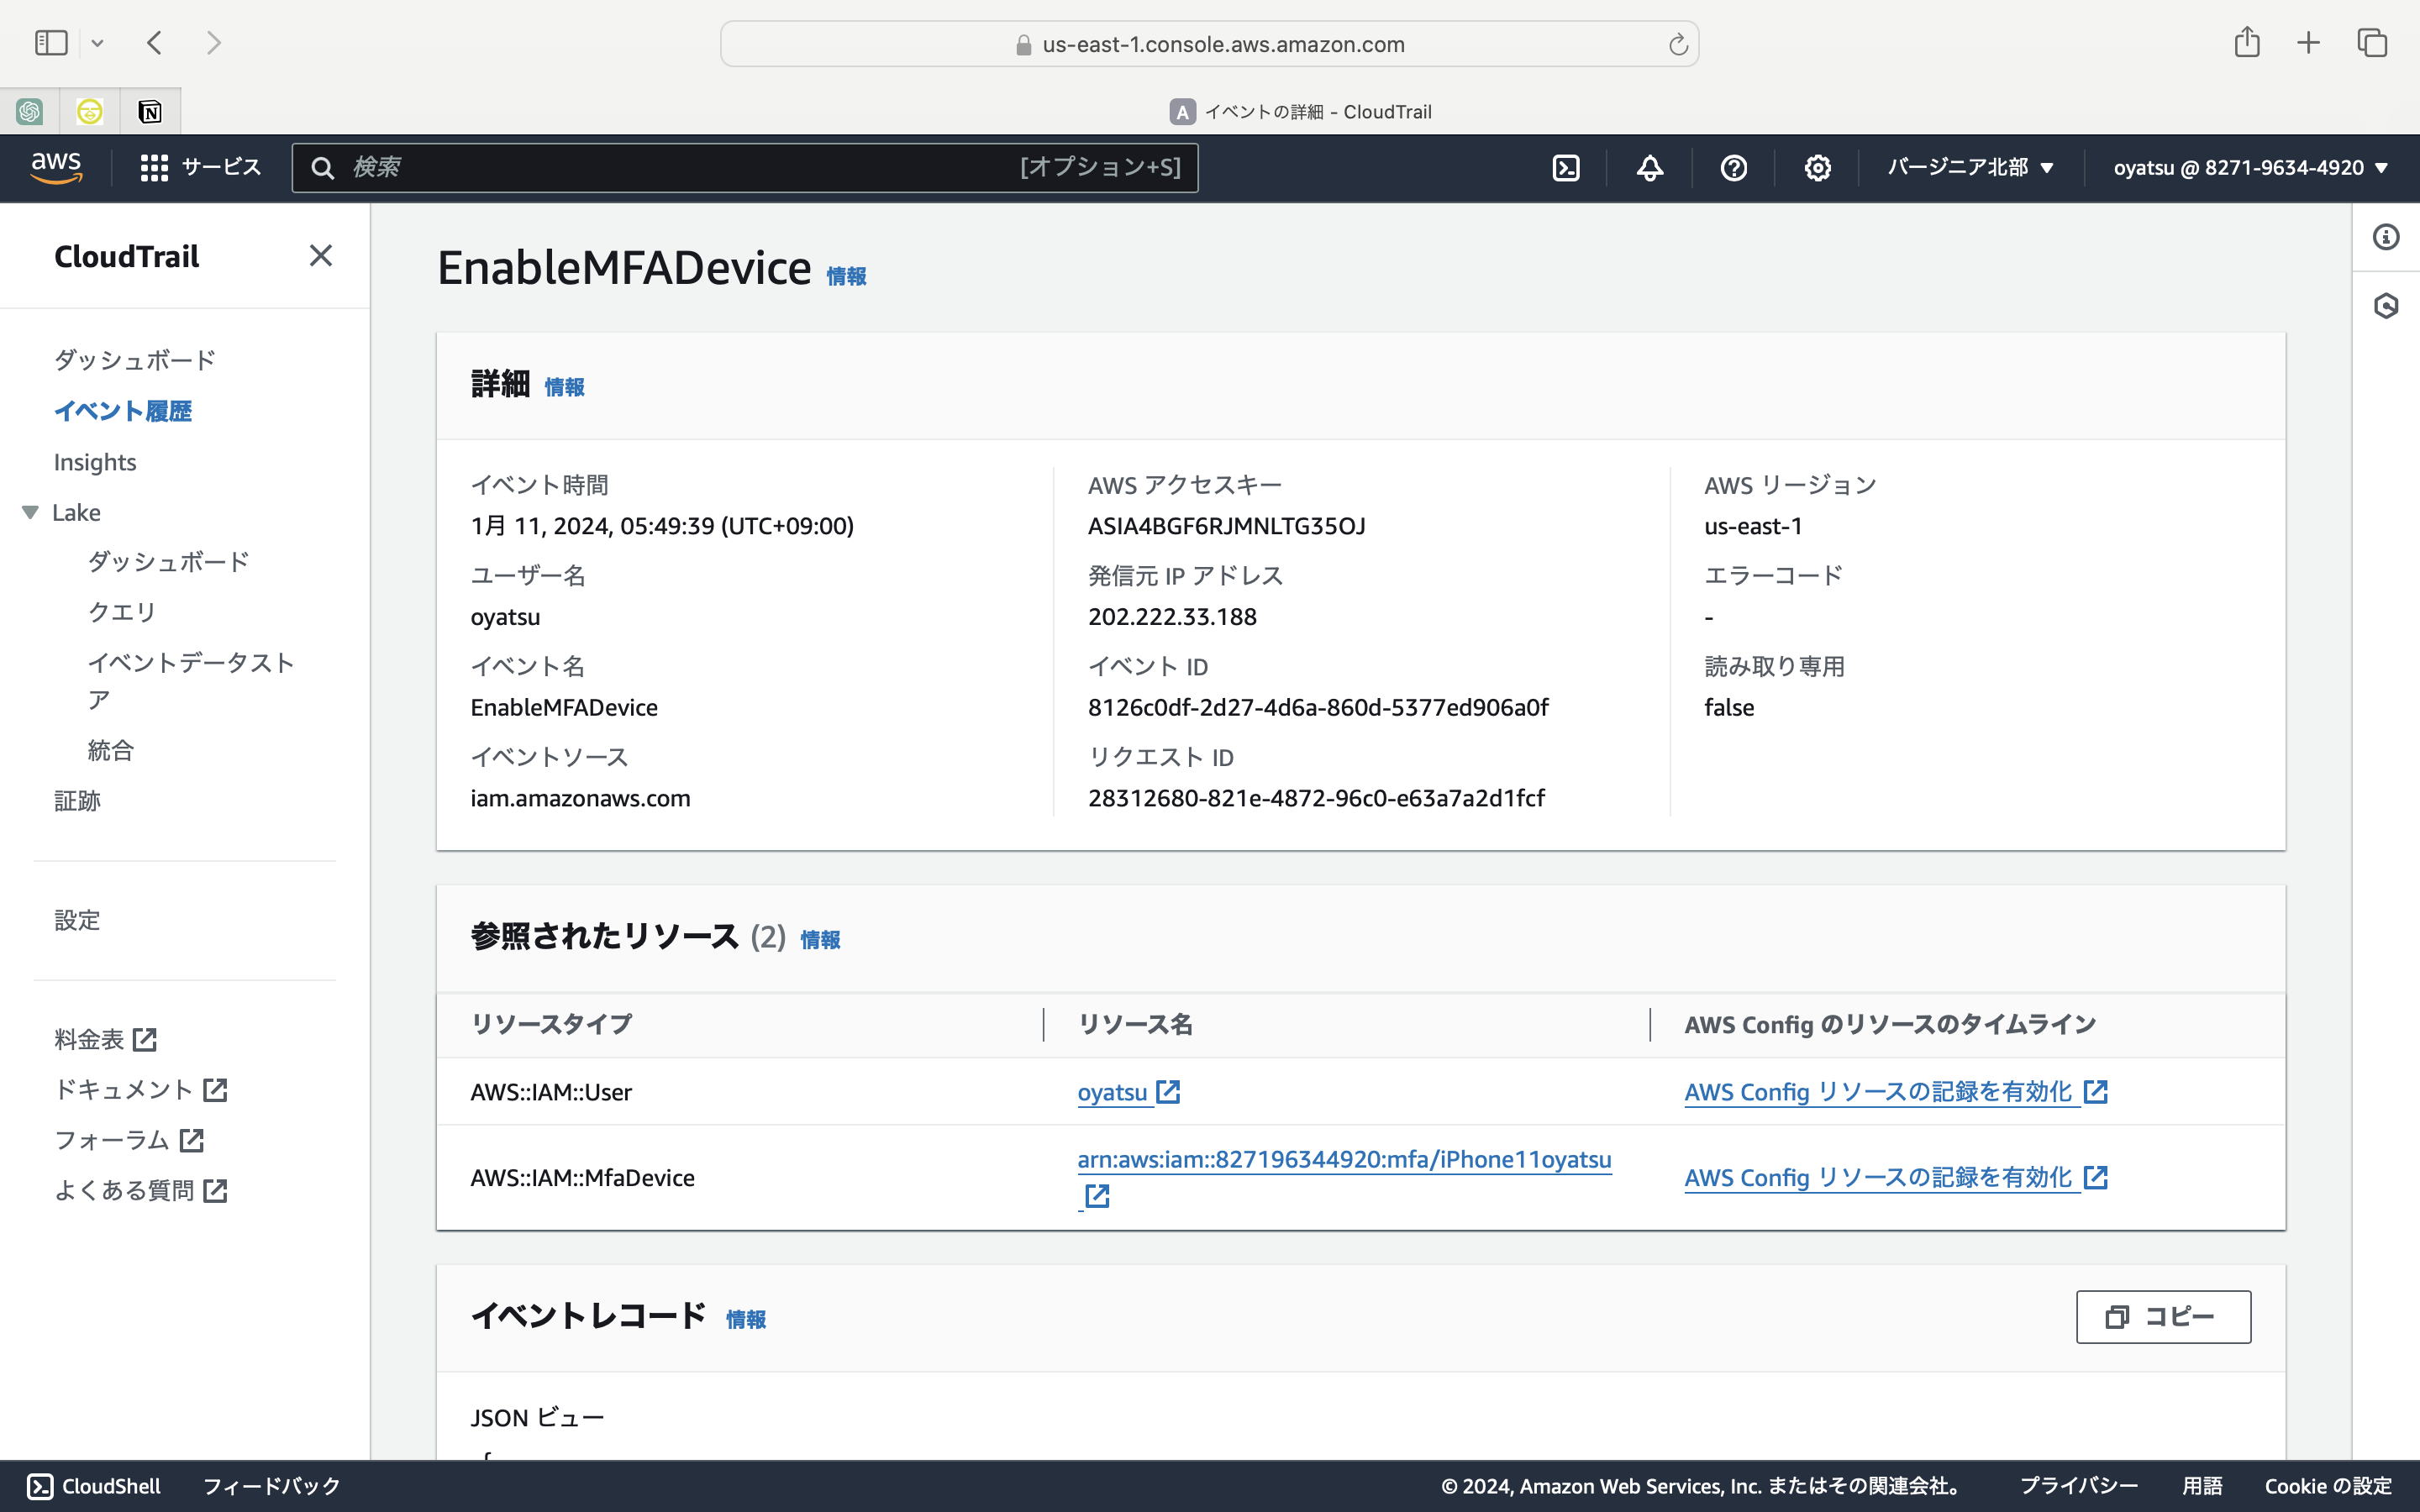 us-east-1.console.aws.amazon.com
A イベントの詳細 - CloudTrail
aws サービス 検索 [オプション+S] バージニア北部 oyatsu @ 8271-9634-4920
CloudTrail
ダッシュボード
イベント履歴
Insights
Lake
ダッシュボード
クエリ
イベントデータスト
ア
統合
証跡
設定
料金表
ドキュメント
フォーラム
よくある質問
EnableMFADevice 情報
詳細 情報
イベント時間
1月 11, 2024, 05:49:39 (UTC+09:00)
ユーザー名
oyatsu
イベント名
EnableMFADevice
イベントソース
iam.amazonaws.com
AWS アクセスキー
ASIA4BGF6RJMNLTG35OJ
発信元 IP アドレス
202.222.33.188
イベント ID
8126c0df-2d27-4d6a-860d-5377ed906a0f
リクエスト ID
28312680-821e-4872-96c0-e63a7a2d1fcf
AWS リージョン
us-east-1
エラーコード
-
読み取り専用
false
参照されたリソース (2) 情報
リソースタイプ リソース名 AWS Config のリソースのタイムライン
AWS::IAM::User oyatsu AWS Config リソースの記録を有効化
AWS::IAM::MfaDevice arn:aws:iam::827196344920:mfa/iPhone11oyatsu AWS Config リソースの記録を有効化
イベントレコード 情報
コピー
JSON ビュー
CloudShell フィードバック © 2024, Amazon Web Services, Inc. またはその関連会社。 プライバシー 用語 Cookie の設定